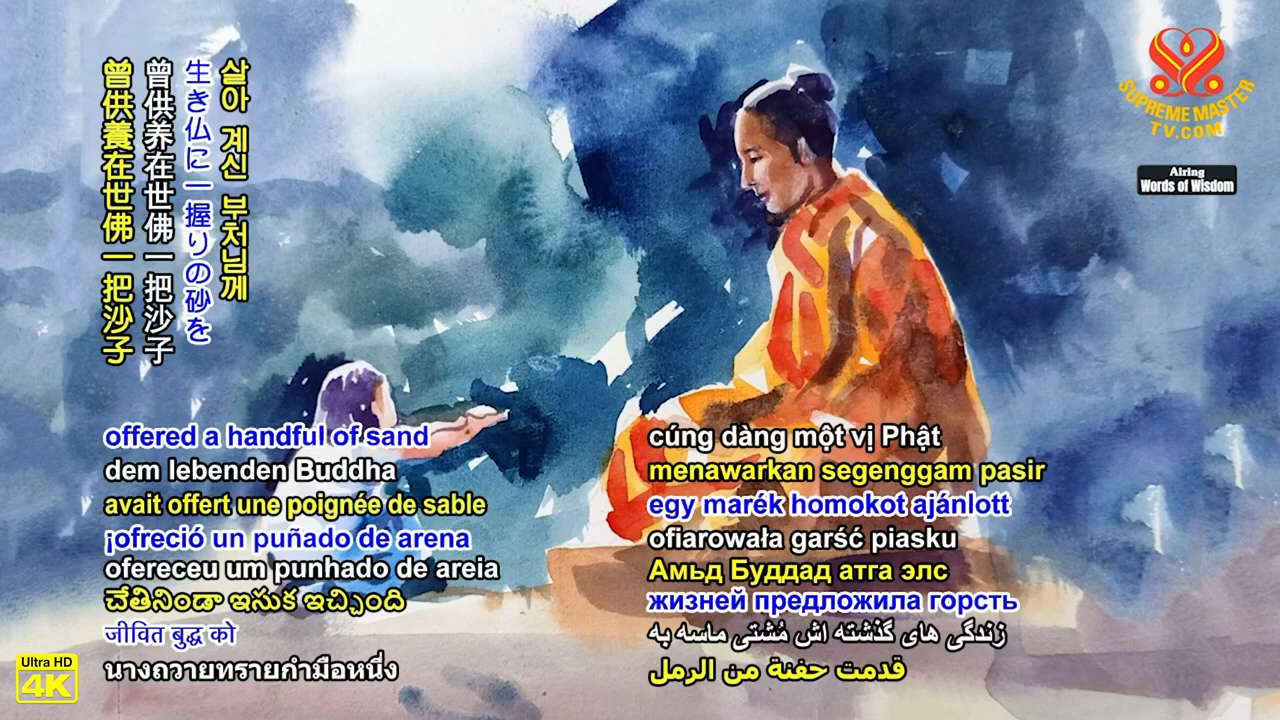 살아 계신 부처님께
生き仏に一握りの砂を
曾供养在世佛一把沙子
曾供養在世佛一把沙子
SUPREME MASTER
TV.COM
Airing
Words of Wisdom
offered a handful of sand
dem lebenden Buddha
avait offert une poignée de sable
¡ofreció un puñado de arena
ofereceu um punhado de areia
చేతినిండా ఇసుక ఇచ్చింది
जीवित बुद्ध को
นางถวายทรายกำมือหนึ่ง
cúng dàng một vị Phật
menawarkan segenggam pasir
egy marék homokot ajánlott
ofiarowała garść piasku
Амьд Буддад атга элс
жизней предложила горсть
زندگی های گذشته اش مُشتی ماسه به
قدمت حفنة من الرمل
Ultra HD
4K